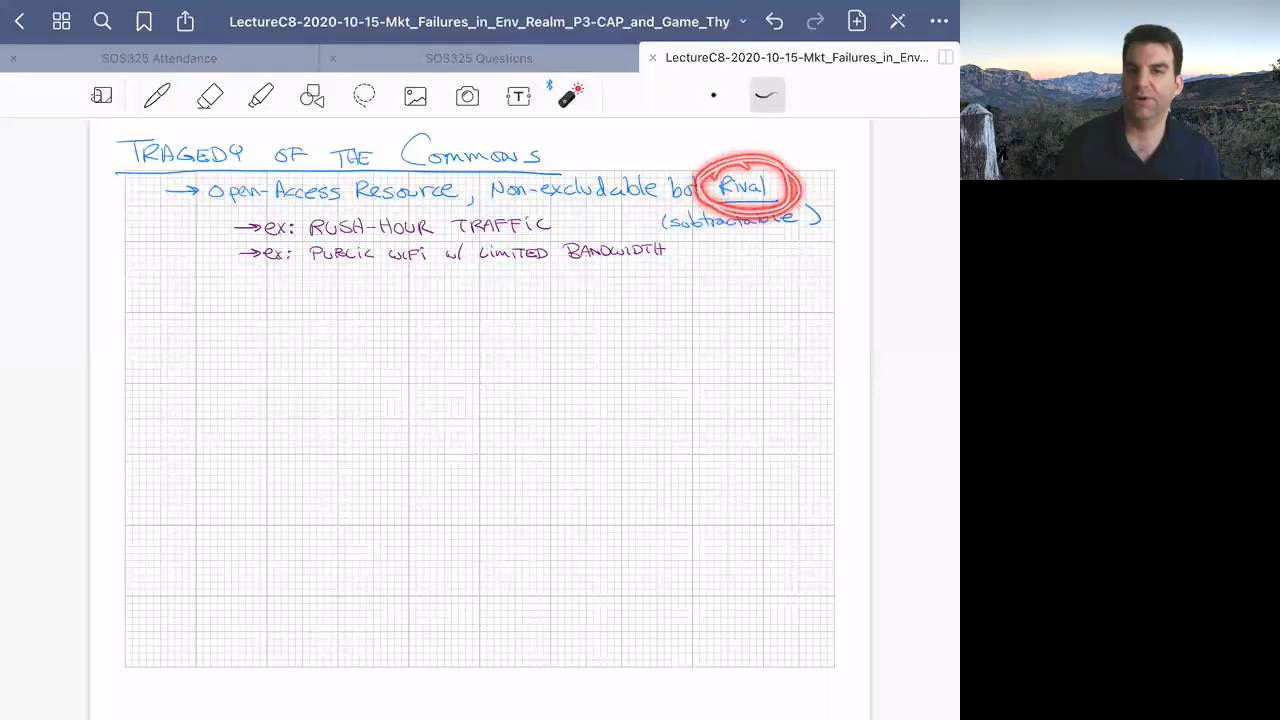 LectureC8-2020-10-15-Mkt_Failures_in_Env_Realm_P3-CAP_and_Game_Thy
SOS325 Attendance
SOS325 Questions
LectureC8-2020-10-15-Mkt_Failures_in_Env...
TRAGEDY OF THE COMMONS
→ Open-Access Resource, Non-excludable but Rival
(subtractable)
→ ex: RUSH-HOUR TRAFFIC
→ ex: PUBLIC WIFI w/ LIMITED BANDWIDTH